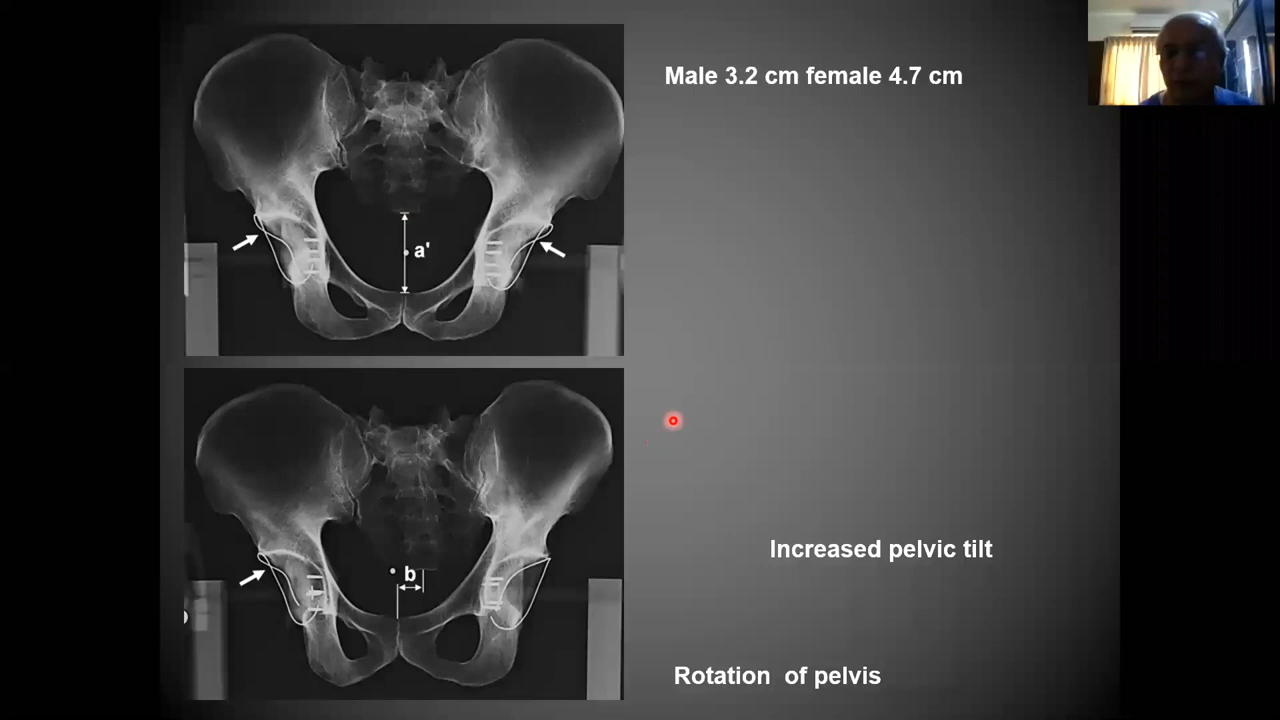 Male 3.2 cm female 4.7 cm
a'
b
Increased pelvic tilt
Rotation  of pelvis